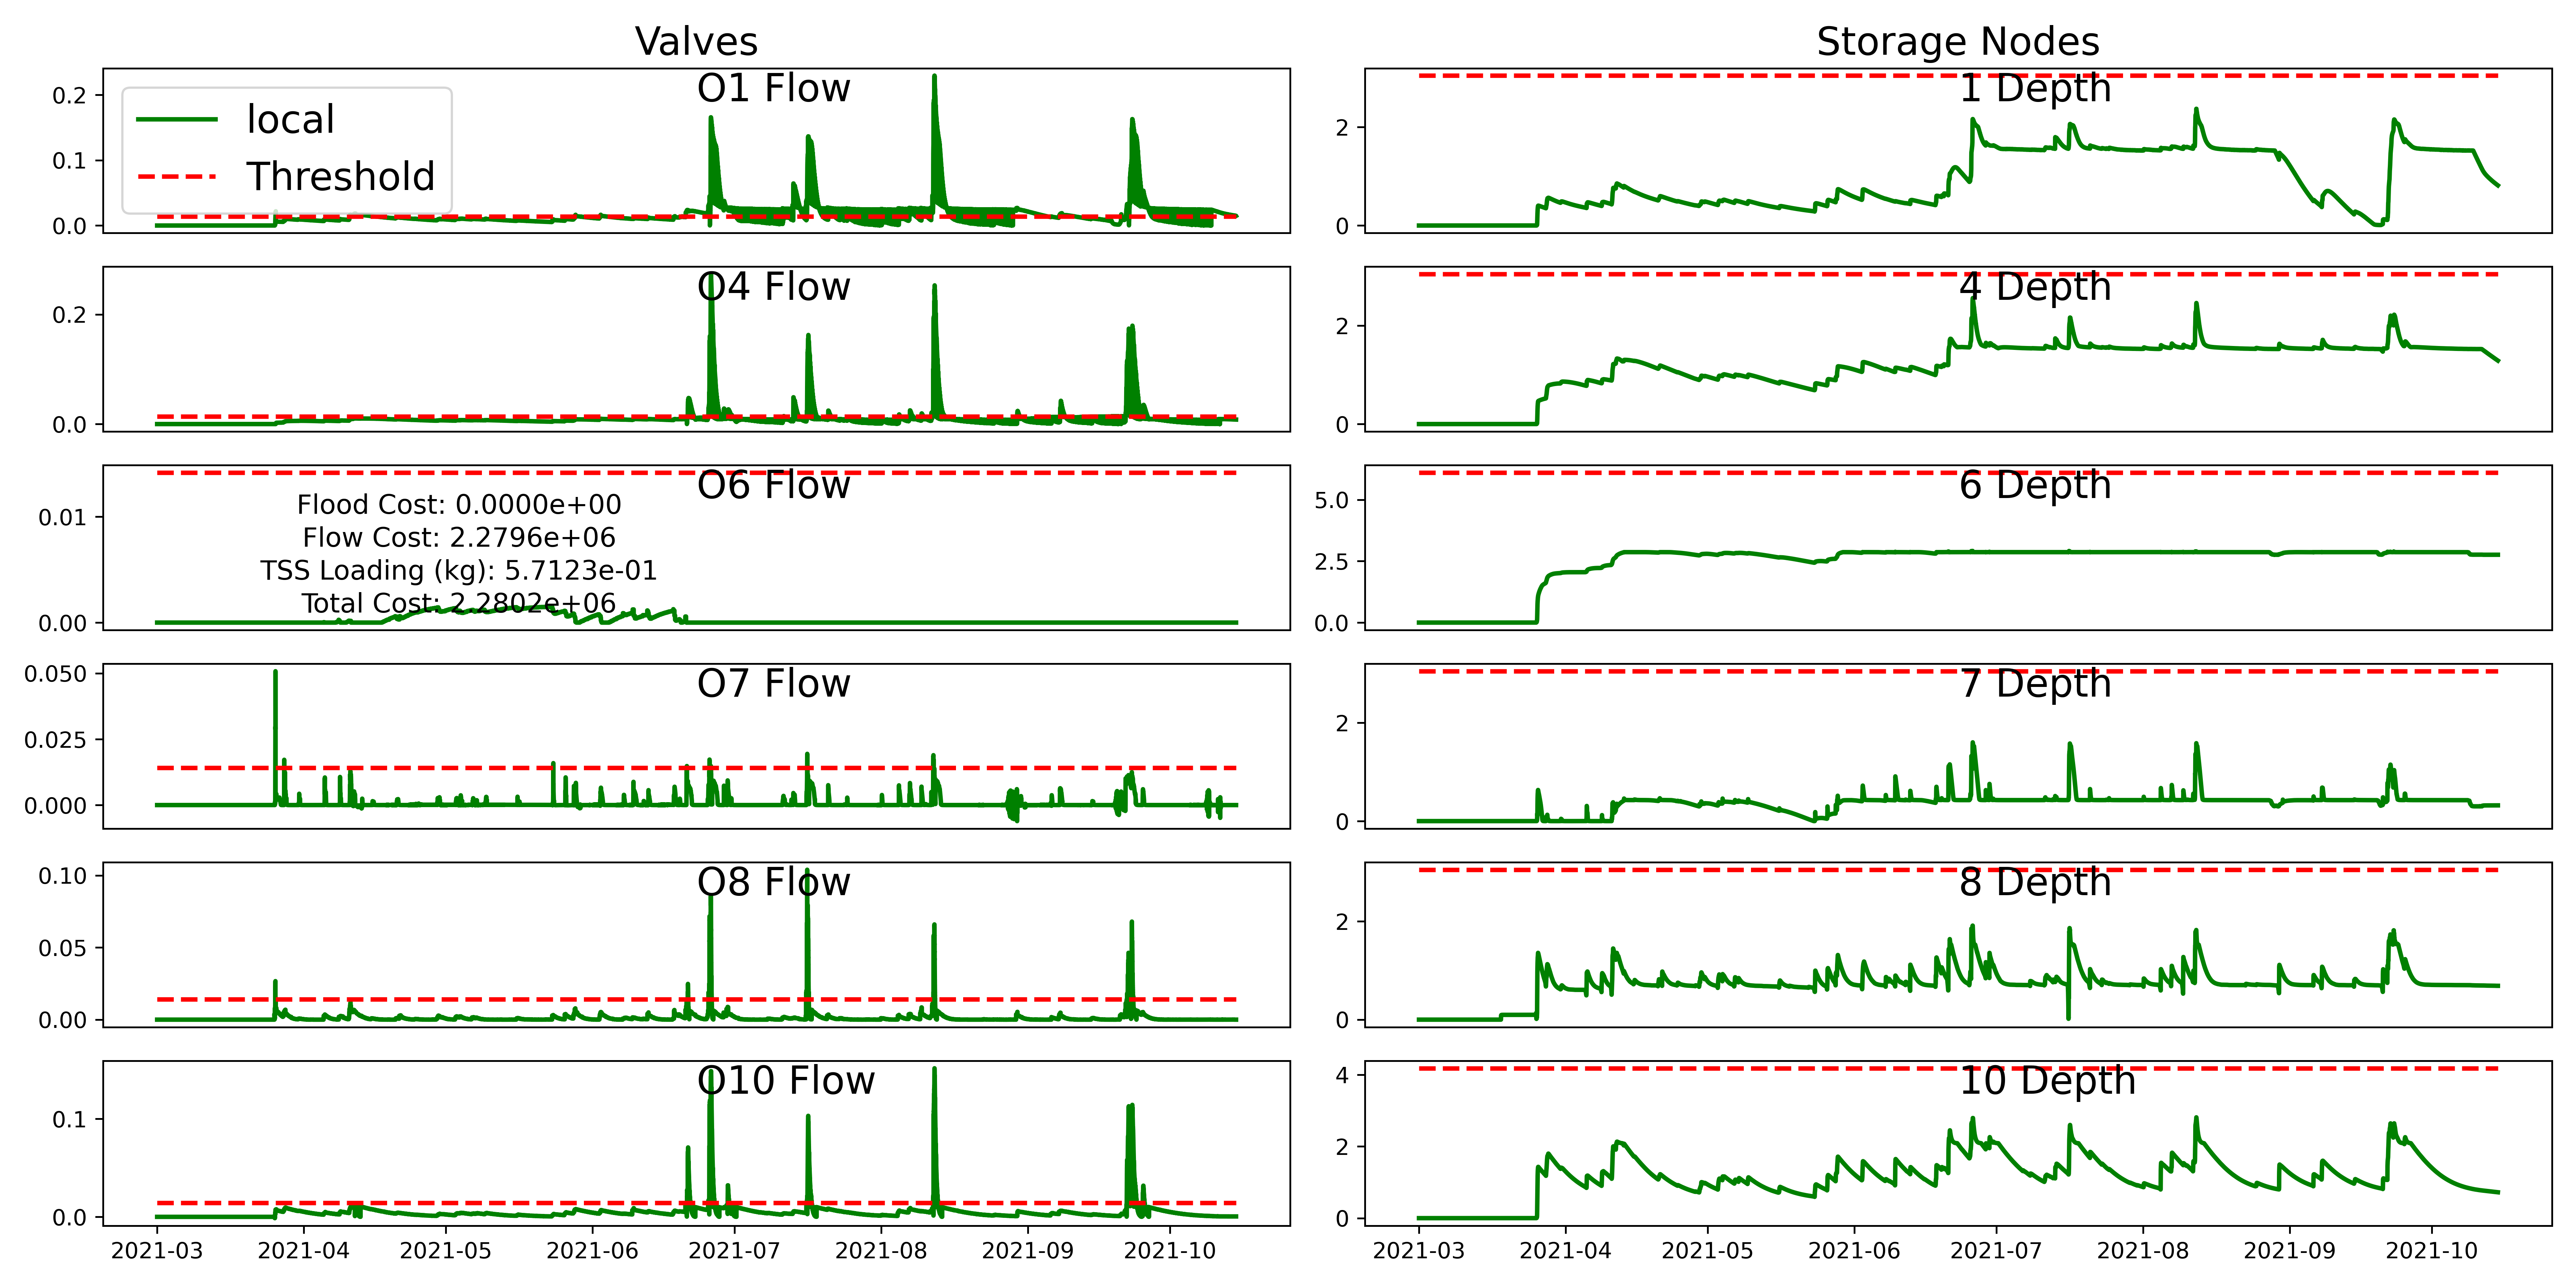 Valves
Storage Nodes
O1 Flow
local
Threshold
0.2
0.1
0.0
1 Depth
2
0
O4 Flow
0.2
0.0
4 Depth
2
0
O6 Flow
0.01
0.00
Flood Cost: 0.0000e+00
Flow Cost: 2.2796e+06
TSS Loading (kg): 5.7123e-01
Total Cost: 2.2802e+06
6 Depth
5.0
2.5
0.0
O7 Flow
0.050
0.025
0.000
7 Depth
2
0
O8 Flow
0.10
0.05
0.00
8 Depth
2
0
O10 Flow
0.1
0.0
10 Depth
4
2
0
2021-03 2021-04 2021-05 2021-06 2021-07 2021-08 2021-09 2021-10
2021-03 2021-04 2021-05 2021-06 2021-07 2021-08 2021-09 2021-10